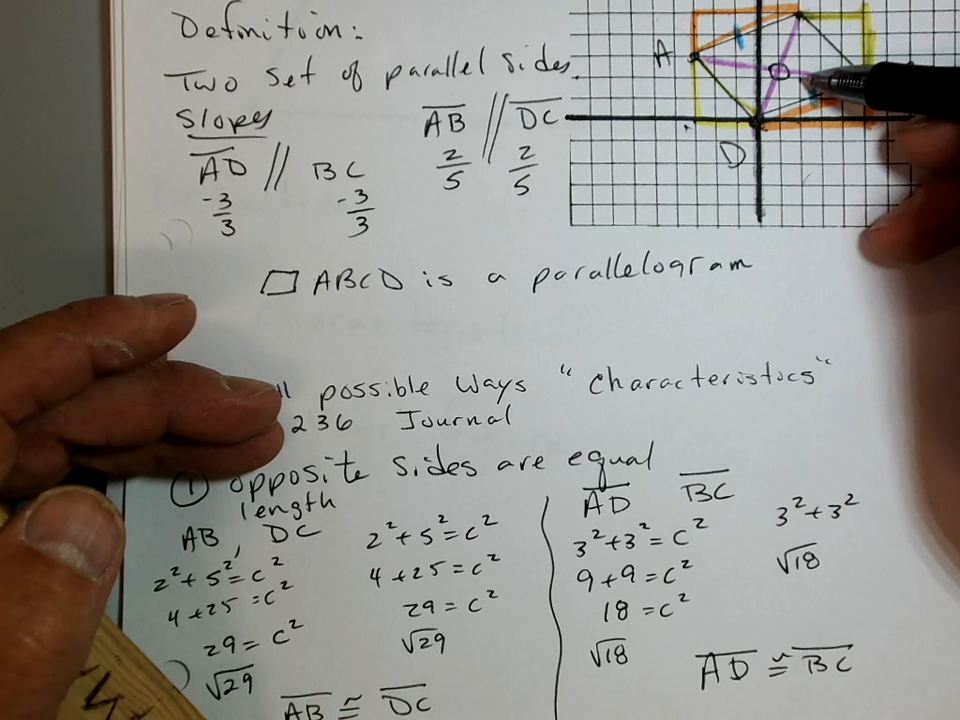 Definition:
Two set of parallel sides.
Slopes
AD // BC
-3/3 -3/3
AB // DC
2/5 2/5
A
D
▱ ABCD is a parallelogram
ll possible ways "characteristics"
236 Journal
① opposite sides are equal
length
AB, DC
2²+5²=c²
4+25=c²
29=c²
√29
2²+5²=c²
4+25=c²
29=c²
√29
AB ≅ DC
AD BC
3²+3²=c²
9+9=c²
18=c²
√18
3²+3²
√18
AD ≅ BC